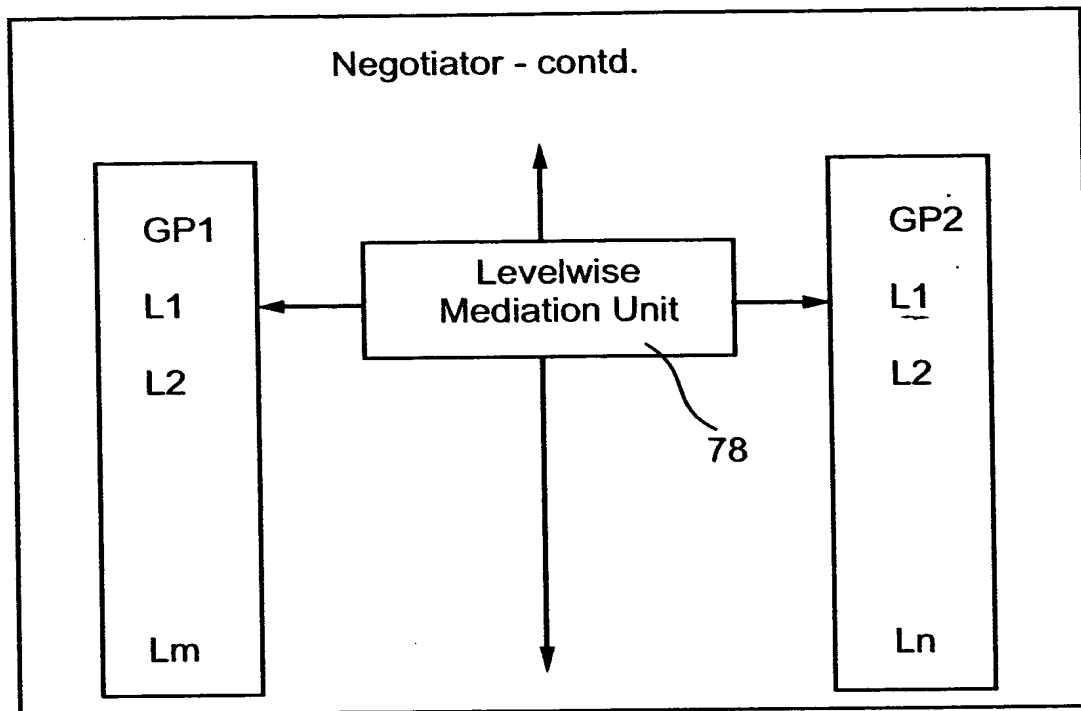 Negotiator - contd.
GP1
L1
L2
Lm
Levelwise
Mediation Unit
78
GP2
L1
L2
Ln